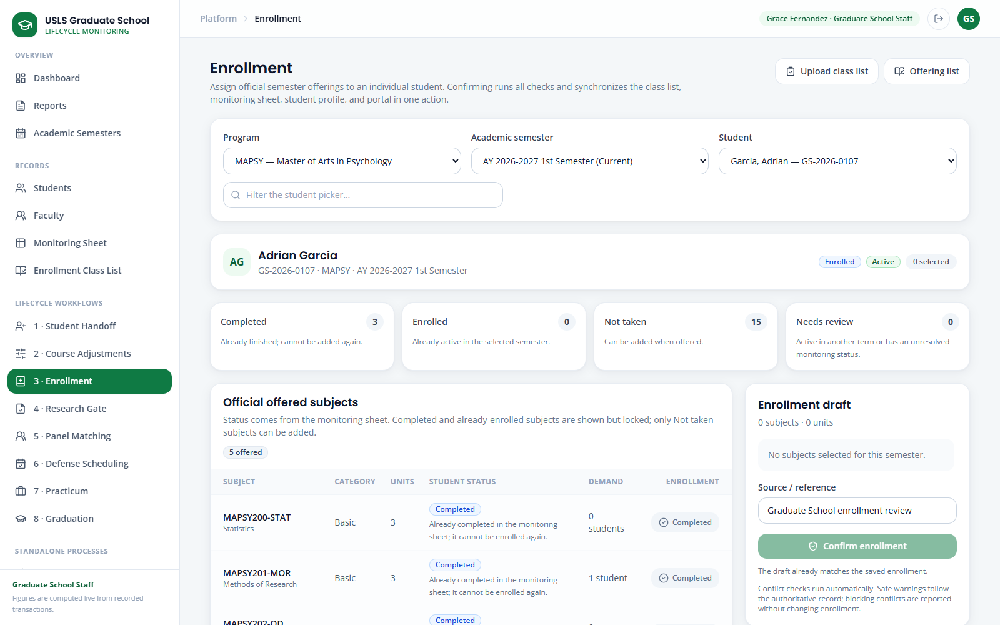 USLS Graduate School
LIFECYCLE MONITORING
OVERVIEW
Dashboard
Reports
Academic Semesters
RECORDS
Students
Faculty
Monitoring Sheet
Enrollment Class List
LIFECYCLE WORKFLOWS
1 · Student Handoff
2 · Course Adjustments
3 · Enrollment
4 · Research Gate
5 · Panel Matching
6 · Defense Scheduling
7 · Practicum
8 · Graduation
STANDALONE PROCESSES
Graduate School Staff
Figures are computed live from recorded
transactions.
Platform > Enrollment
Grace Fernandez · Graduate School Staff
GS
Enrollment
Assign official semester offerings to an individual student. Confirming runs all checks and synchronizes the class list,
monitoring sheet, student profile, and portal in one action.
Upload class list
Offering list
Program
Academic semester
Student
MAPSY — Master of Arts in Psychology
AY 2026-2027 1st Semester (Current)
Garcia, Adrian — GS-2026-0107
Filter the student picker...
AG
Adrian Garcia
GS-2026-0107 · MAPSY · AY 2026-2027 1st Semester
Enrolled
Active
0 selected
Completed
3
Already finished; cannot be added again.
Enrolled
0
Already active in the selected semester.
Not taken
15
Can be added when offered.
Needs review
0
Active in another term or has an unresolved
monitoring status.
Official offered subjects
Status comes from the monitoring sheet. Completed and already-enrolled subjects are shown but locked; only Not taken
subjects can be added.
5 offered
SUBJECT CATEGORY UNITS STUDENT STATUS DEMAND ENROLLMENT
MAPSY200-STAT
Statistics
Basic
3
Completed
Already completed in the monitoring
sheet; it cannot be enrolled again.
0
students
Completed
MAPSY201-MOR
Methods of Research
Basic
3
Completed
Already completed in the monitoring
sheet; it cannot be enrolled again.
1 student
Completed
MAPSY202-OD
Completed
Enrollment draft
0 subjects · 0 units
No subjects selected for this semester.
Source / reference
Graduate School enrollment review
Confirm enrollment
The draft already matches the saved enrollment.
Conflict checks run automatically. Safe warnings follow
the authoritative record; blocking conflicts are reported
without changing enrollment.